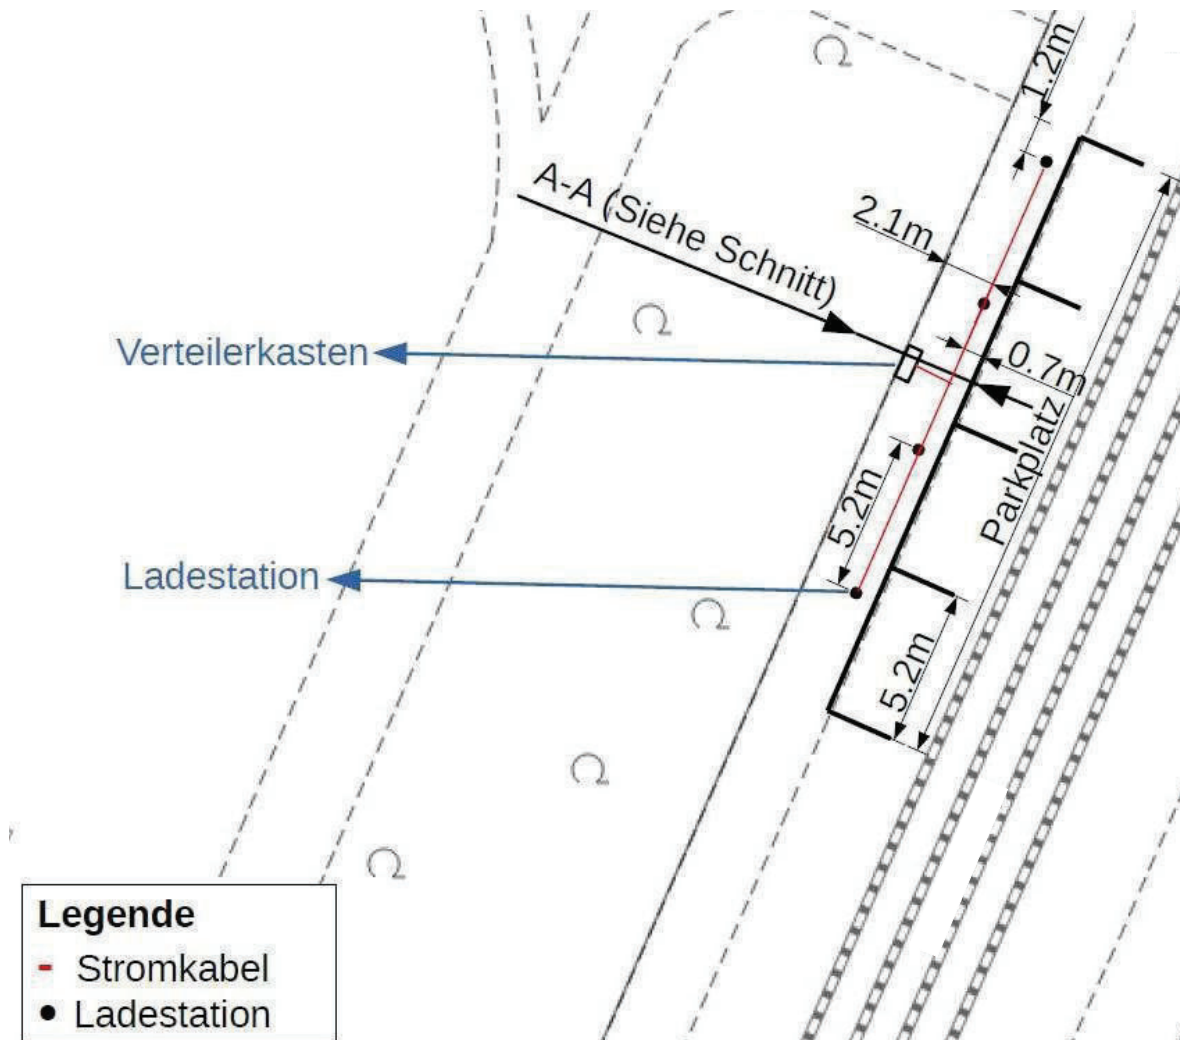 1.2m
A-A (Siehe Schnitt)
2.1m
Verteilerkasten
0.7m
Parkplatz
5.2m
Ladestation
5.2m
Legende
Stromkabel
Ladestation